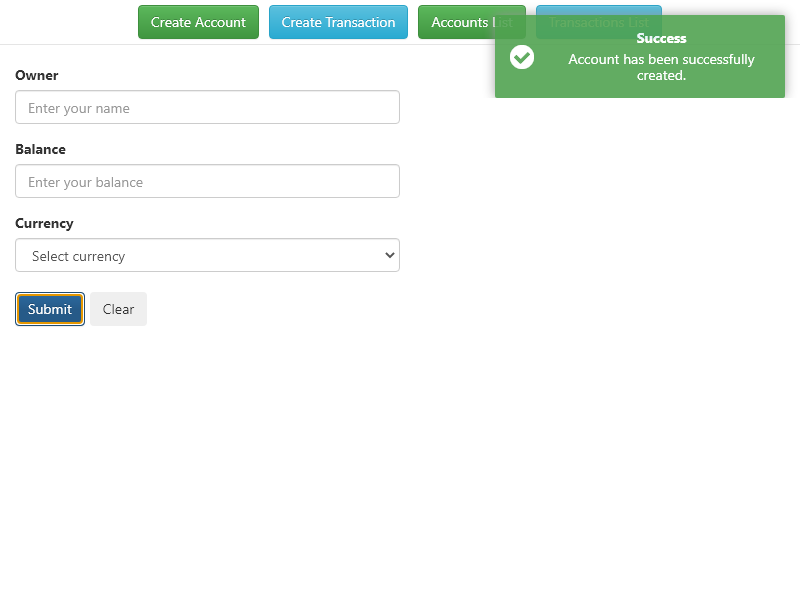 Create Account
Create Transaction
Accounts List
Transactions List
Success
Account has been successfully
created.
Owner
Enter your name
Balance
Enter your balance
Currency
Select currency
Submit
Clear